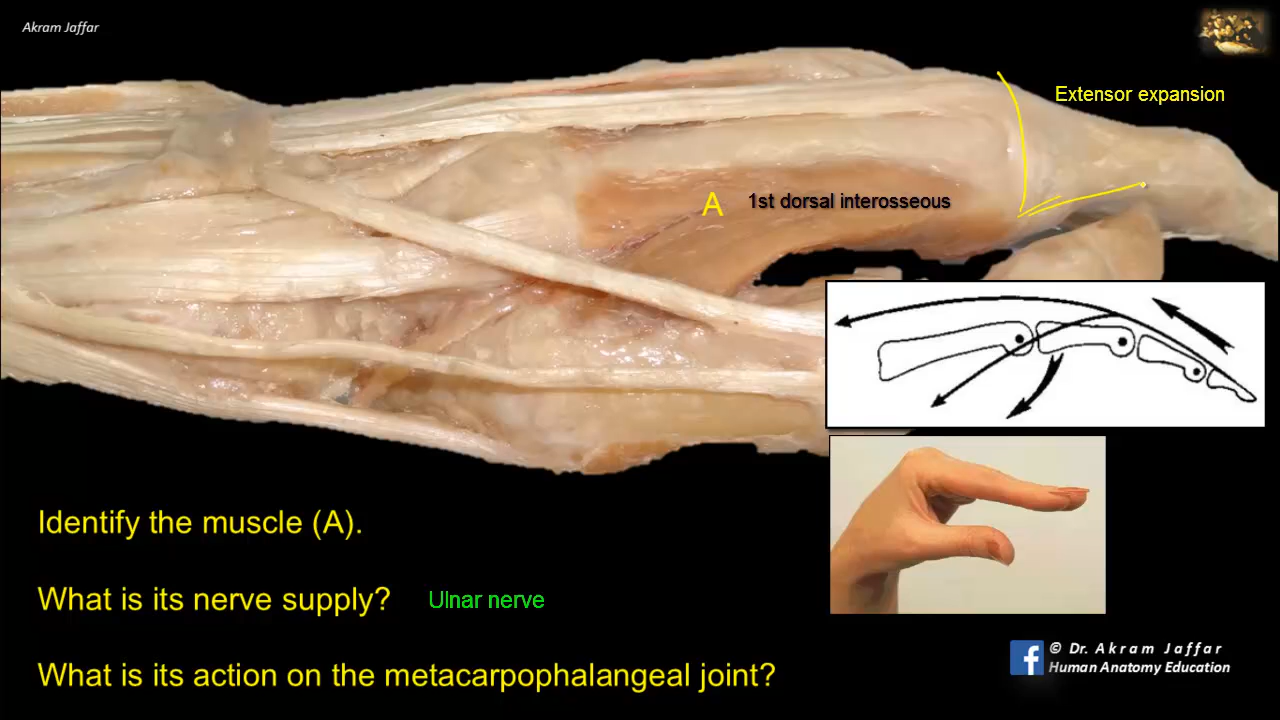 Akram Jaffar
Extensor expansion
A
1st dorsal interosseous
Identify the muscle (A).
What is its nerve supply?
Ulnar nerve
What is its action on the metacarpophalangeal joint?
f
© Dr. Akram Jaffar
Human Anatomy Education